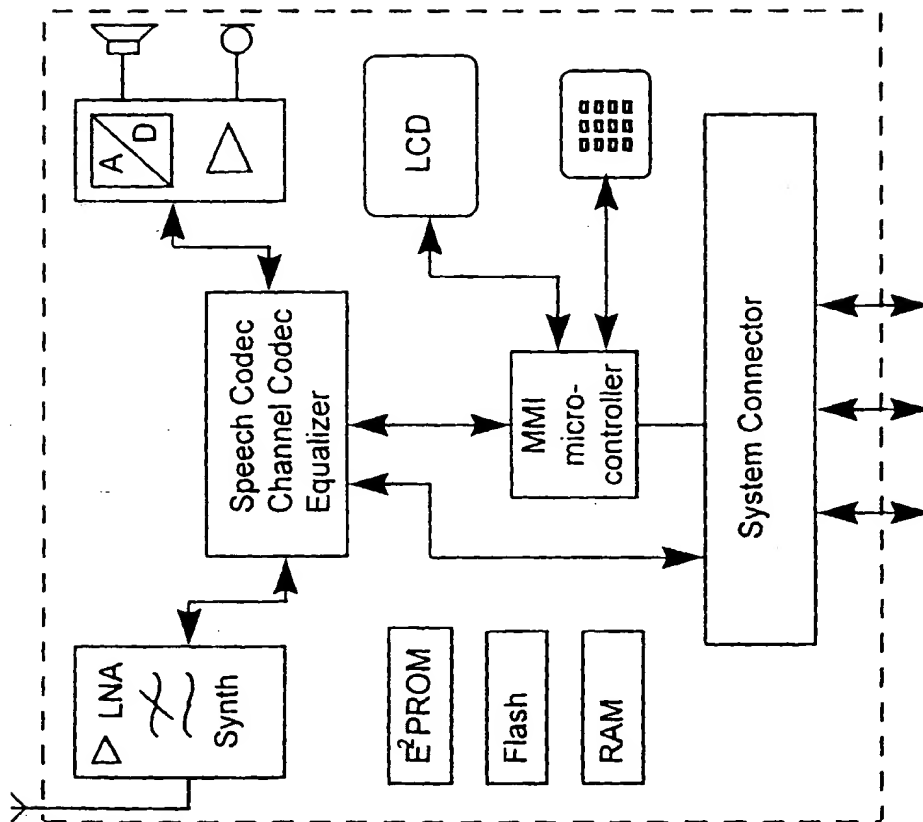 LNA
Synth
Speech Codec
Channel Codec
Equalizer
A
D
E²PROM
Flash
RAM
MMI
micro-
controller
LCD
System Connector